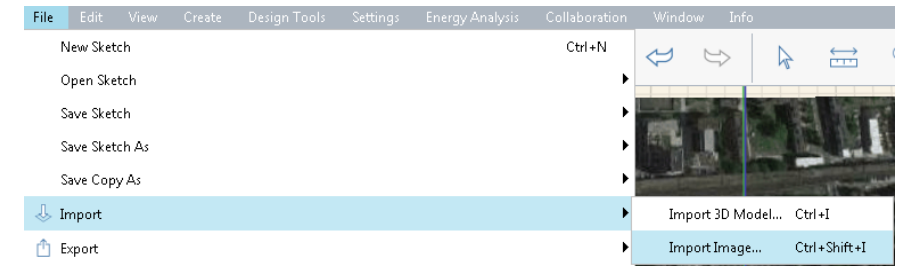 File Edit View Create Design Tools Settings Energy Analysis Collaboration Window Info
New Sketch Ctrl+N
Open Sketch
Save Sketch
Save Sketch As
Save Copy As
Import
Import 3D Model... Ctrl+I
Export
Import Image... Ctrl+Shift+I